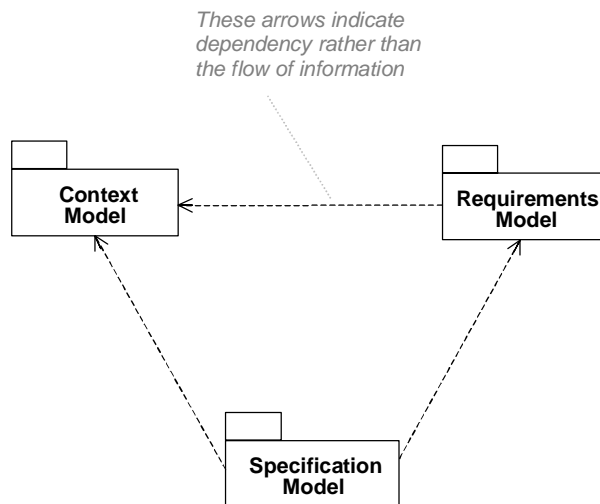 These arrows indicate
dependency rather than
the flow of information
Context
Model
Requirements
Model
Specification
Model